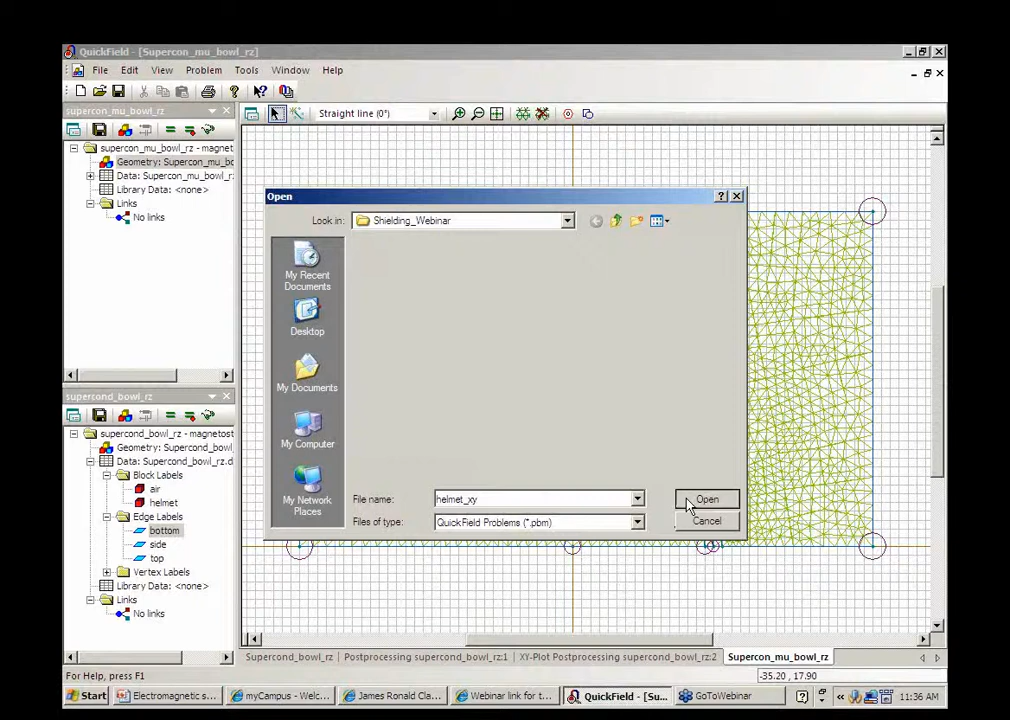 QuickField - [Supercon_mu_bowl_rz]
File Edit View Problem Tools Window Help
supercon_mu_bowl_rz
Straight line (0°)
supercon_mu_bowl_rz - magnet
Geometry: Supercon_mu_bo
Data: Supercon_mu_bowl_r
Library Data: <none>
Links
No links
Open
Look in:
Shielding_Webinar
My Recent
Documents
Desktop
My Documents
My Computer
My Network
Places
File name:
helmet_xy
Open
Files of type:
QuickField Problems (*.pbm)
Cancel
supercond_bowl_rz
supercond_bowl_rz - magnetost
Geometry: Supercond_bowl_r
Data: Supercond_bowl_rz.d
Block Labels
air
helmet
Edge Labels
bottom
side
top
Vertex Labels
Library Data: <none>
Links
No links
Supercond_bowl_rz
Postprocessing supercond_bowl_rz:1
XY-Plot Postprocessing supercond_bowl_rz:2
Supercon_mu_bowl_rz
For Help, press F1
-35.20 , 17.90
Start
Electromagnetic s...
myCampus - Welc...
James Ronald Cla...
Webinar link for t...
QuickField - [Su...
GoToWebinar
11:36 AM